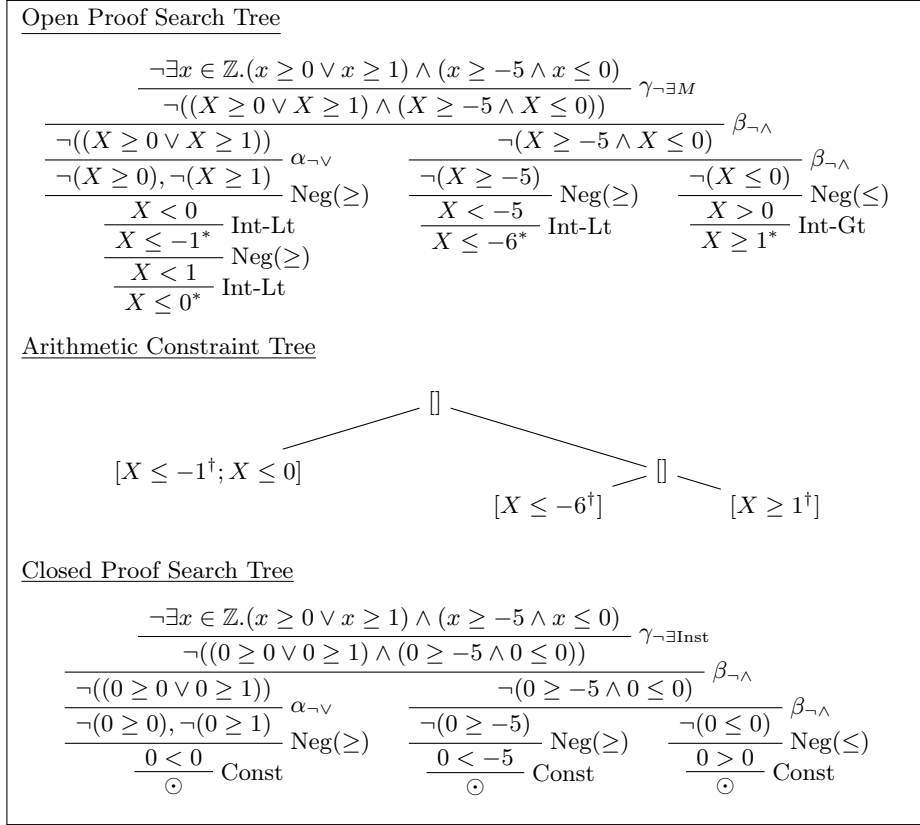 Open Proof Search Tree
¬∃x ∈ ℤ.(x ≥ 0 ∨ x ≥ 1) ∧ (x ≥ −5 ∧ x ≤ 0)
γ¬∃M
¬((X ≥ 0 ∨ X ≥ 1) ∧ (X ≥ −5 ∧ X ≤ 0))
β¬∧
¬((X ≥ 0 ∨ X ≥ 1)) α¬∨ ¬(X ≥ −5 ∧ X ≤ 0) β¬∧
¬(X ≥ 0), ¬(X ≥ 1) Neg(≥) ¬(X ≥ −5) Neg(≥) ¬(X ≤ 0) Neg(≤)
X < 0 Int-Lt X < −5 Int-Lt X > 0 Int-Gt
X ≤ −1* Neg(≥) X ≤ −6* X ≥ 1*
X < 1 Int-Lt
X ≤ 0*
Arithmetic Constraint Tree
[]
[X ≤ −1†; X ≤ 0] []
[X ≤ −6†] [X ≥ 1†]
Closed Proof Search Tree
¬∃x ∈ ℤ.(x ≥ 0 ∨ x ≥ 1) ∧ (x ≥ −5 ∧ x ≤ 0)
γ¬∃Inst
¬((0 ≥ 0 ∨ 0 ≥ 1) ∧ (0 ≥ −5 ∧ 0 ≤ 0))
β¬∧
¬((0 ≥ 0 ∨ 0 ≥ 1)) α¬∨ ¬(0 ≥ −5 ∧ 0 ≤ 0) β¬∧
¬(0 ≥ 0), ¬(0 ≥ 1) Neg(≥) ¬(0 ≥ −5) Neg(≥) ¬(0 ≤ 0) Neg(≤)
0 < 0 Const 0 < −5 Const 0 > 0 Const
⊙ ⊙ ⊙